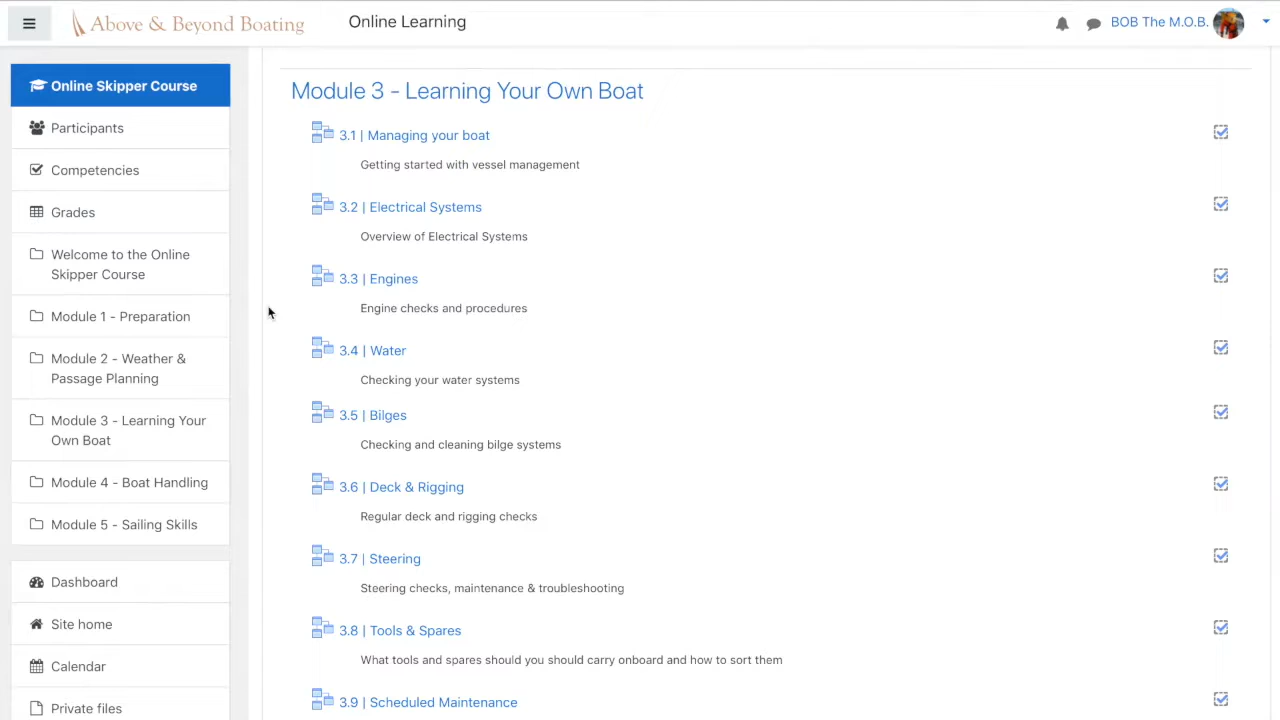 Above & Beyond Boating
Online Learning
BOB The M.O.B.
Online Skipper Course
Participants
Competencies
Grades
Welcome to the Online
Skipper Course
Module 1 - Preparation
Module 2 - Weather &
Passage Planning
Module 3 - Learning Your
Own Boat
Module 4 - Boat Handling
Module 5 - Sailing Skills
Dashboard
Site home
Calendar
Private files
Module 3 - Learning Your Own Boat
3.1 | Managing your boat
Getting started with vessel management
3.2 | Electrical Systems
Overview of Electrical Systems
3.3 | Engines
Engine checks and procedures
3.4 | Water
Checking your water systems
3.5 | Bilges
Checking and cleaning bilge systems
3.6 | Deck & Rigging
Regular deck and rigging checks
3.7 | Steering
Steering checks, maintenance & troubleshooting
3.8 | Tools & Spares
What tools and spares should you should carry onboard and how to sort them
3.9 | Scheduled Maintenance